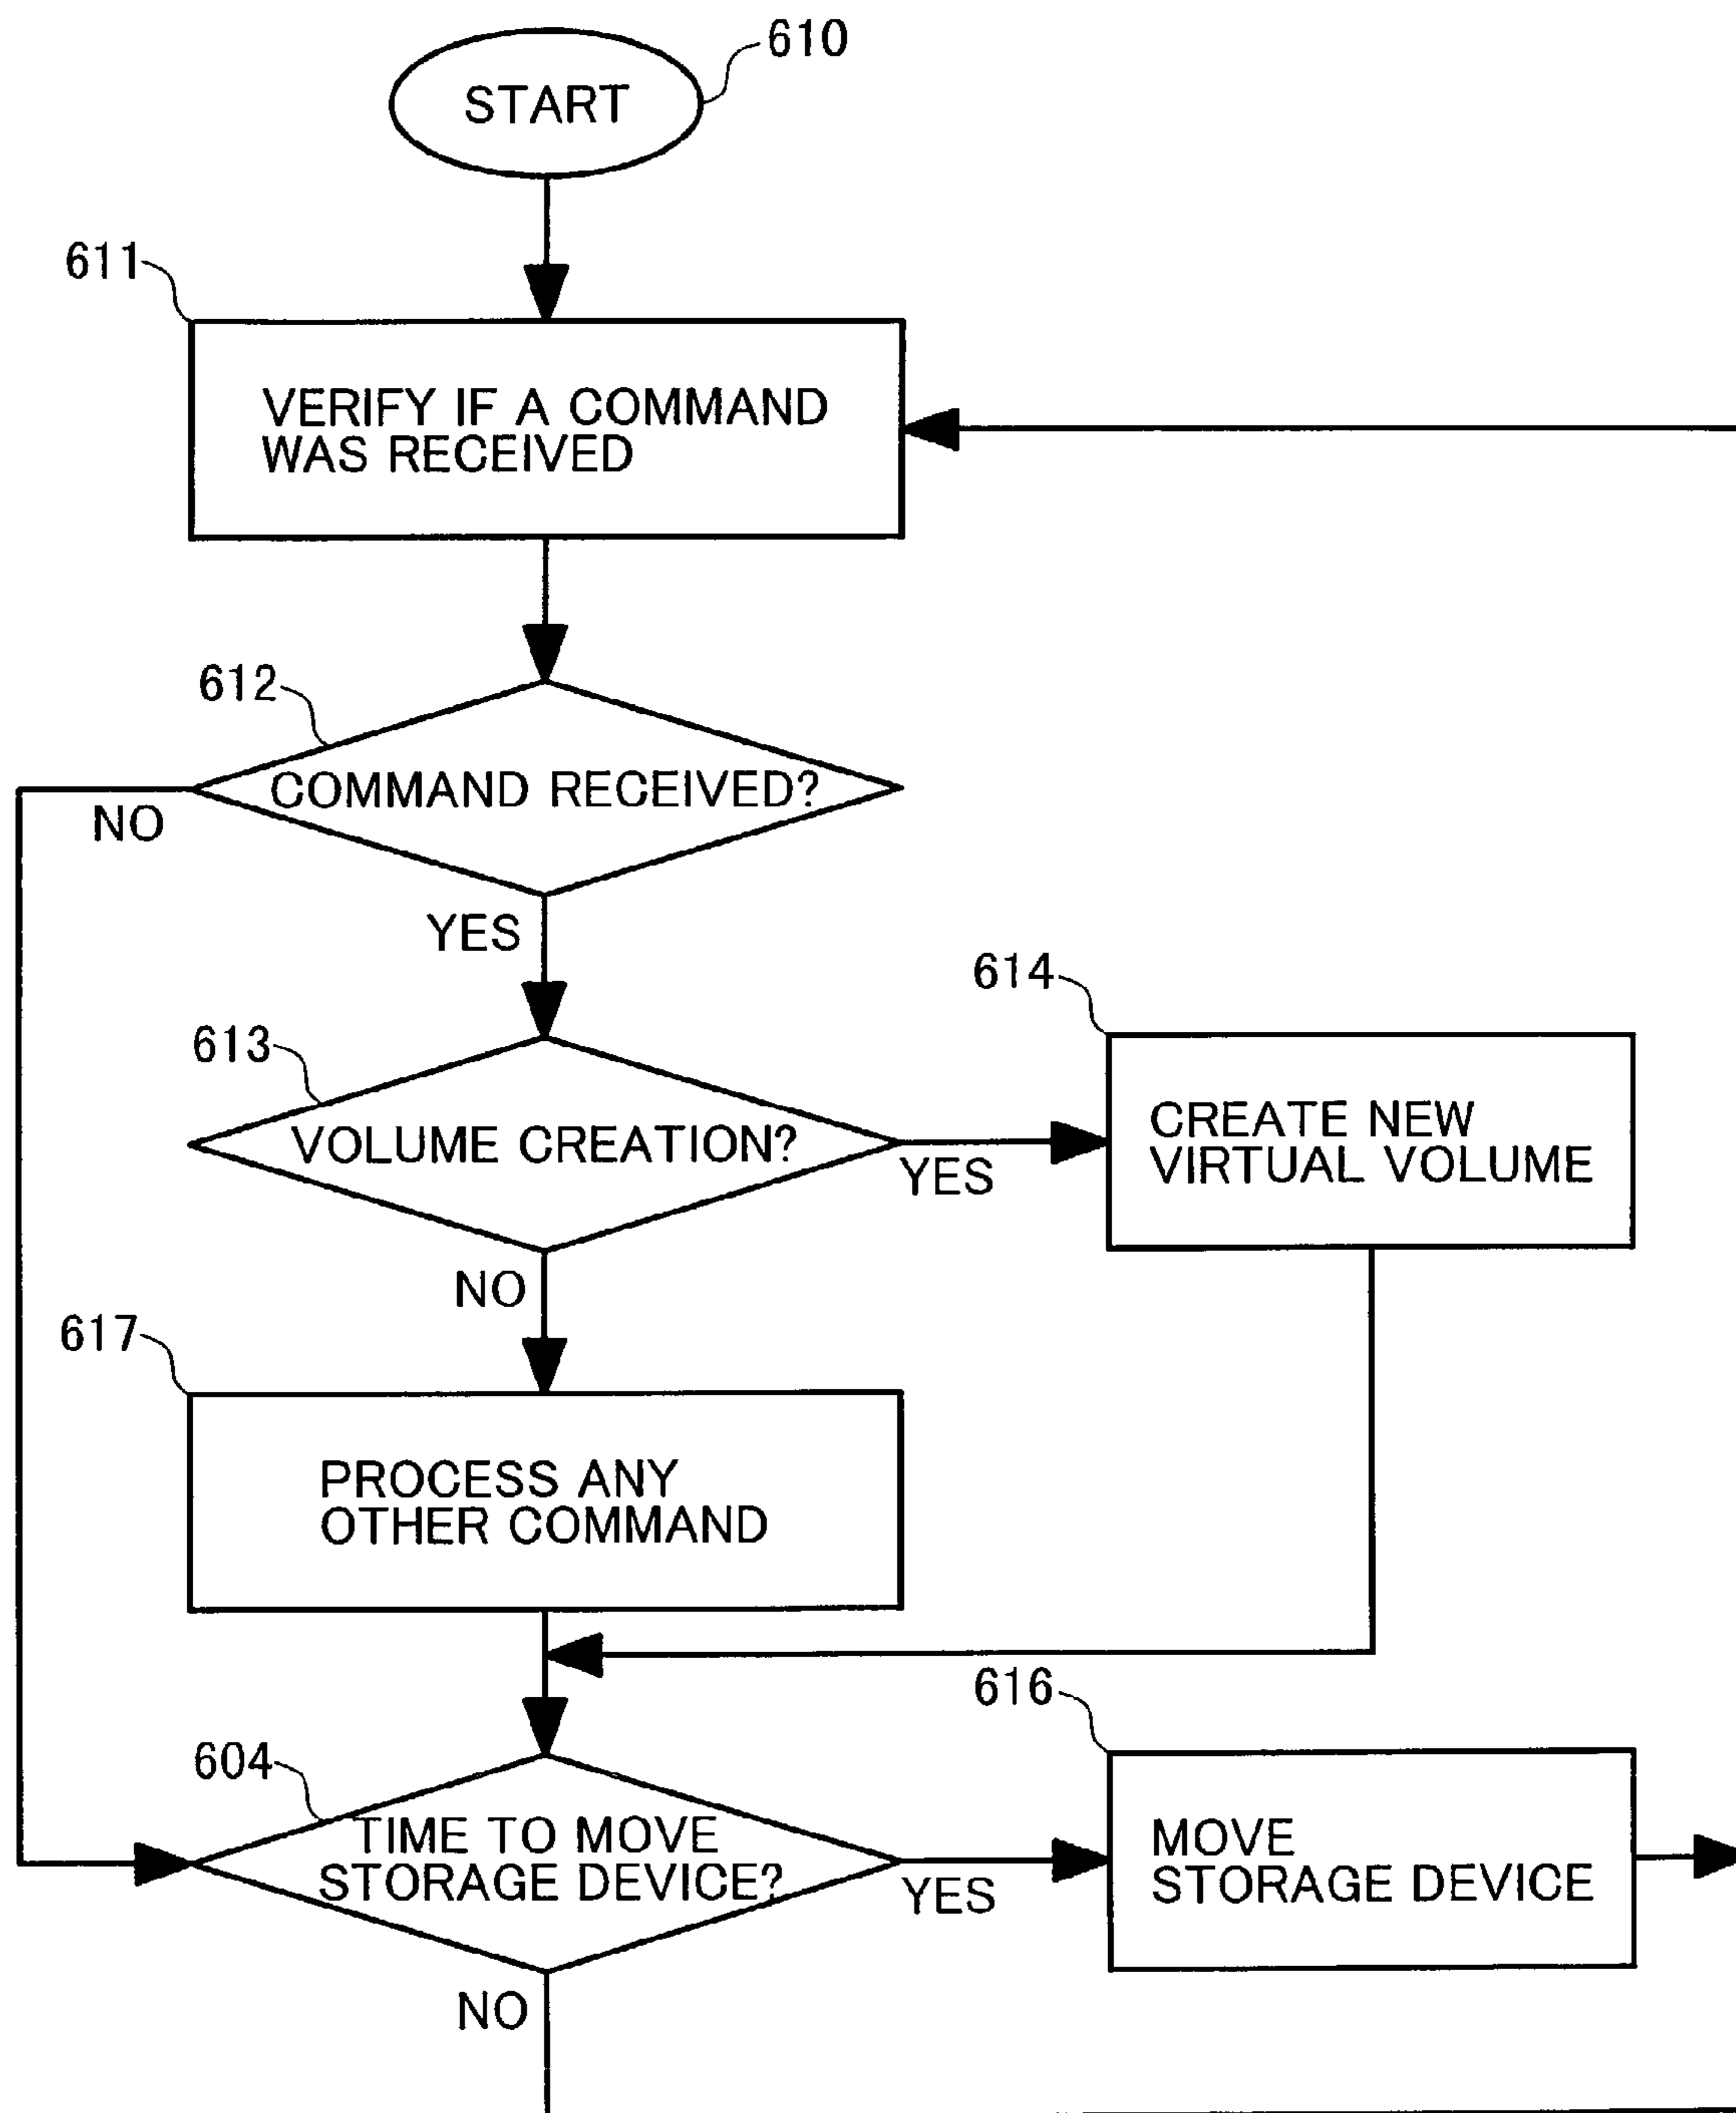 610
START
611
VERIFY IF A COMMAND
WAS RECEIVED
612
COMMAND RECEIVED?
NO
YES
613
VOLUME CREATION?
YES
614
CREATE NEW
VIRTUAL VOLUME
NO
617
PROCESS ANY
OTHER COMMAND
604
TIME TO MOVE
STORAGE DEVICE?
YES
616
MOVE
STORAGE DEVICE
NO